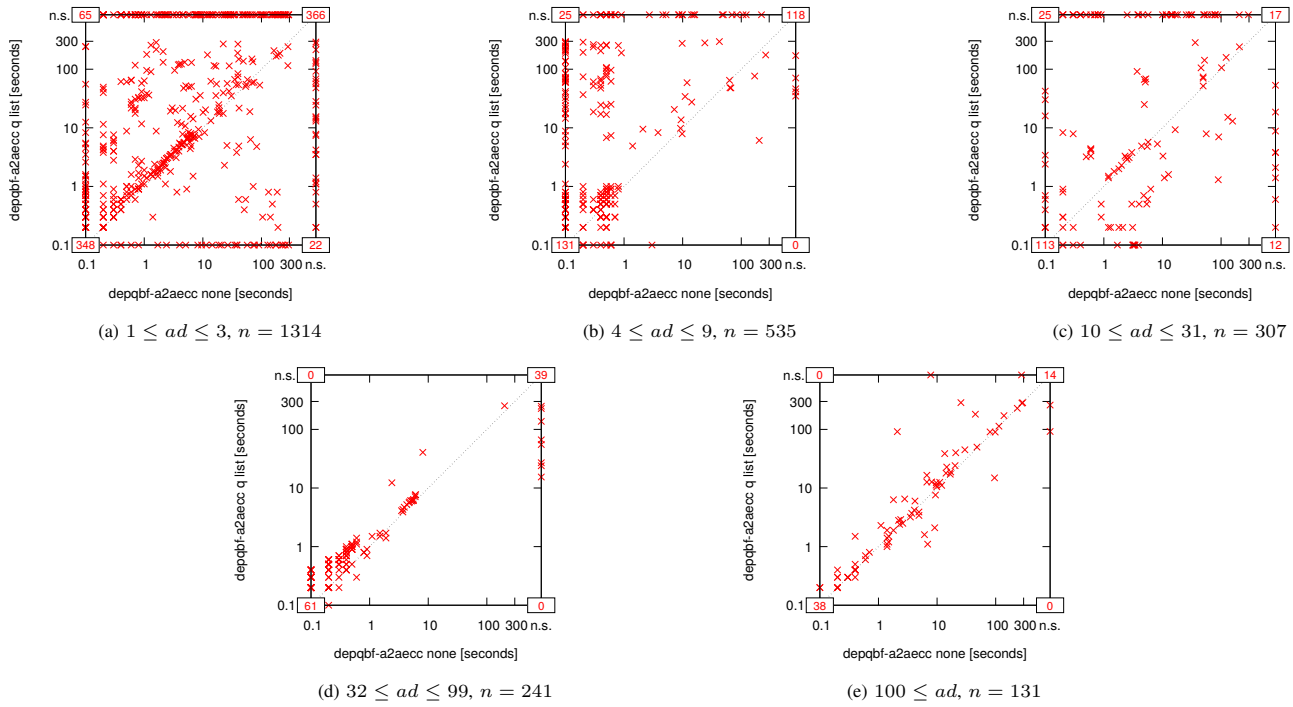 n.s.
65
366
300
100
10
1
0.1
348
22
0.1 1 10 100 300 n.s.
depqbf-a2aecc q list [seconds]
depqbf-a2aecc none [seconds]
(a) 1 ≤ ad ≤ 3, n = 1314
n.s.
25
118
300
100
10
1
0.1
131
0
0.1 1 10 100 300 n.s.
depqbf-a2aecc q list [seconds]
depqbf-a2aecc none [seconds]
(b) 4 ≤ ad ≤ 9, n = 535
n.s.
25
17
300
100
10
1
0.1
113
12
0.1 1 10 100 300 n.s.
depqbf-a2aecc q list [seconds]
depqbf-a2aecc none [seconds]
(c) 10 ≤ ad ≤ 31, n = 307
n.s.
0
39
300
100
10
1
0.1
61
0
0.1 1 10 100 300 n.s.
depqbf-a2aecc q list [seconds]
depqbf-a2aecc none [seconds]
(d) 32 ≤ ad ≤ 99, n = 241
n.s.
0
14
300
100
10
1
0.1
38
0
0.1 1 10 100 300 n.s.
depqbf-a2aecc q list [seconds]
depqbf-a2aecc none [seconds]
(e) 100 ≤ ad, n = 131